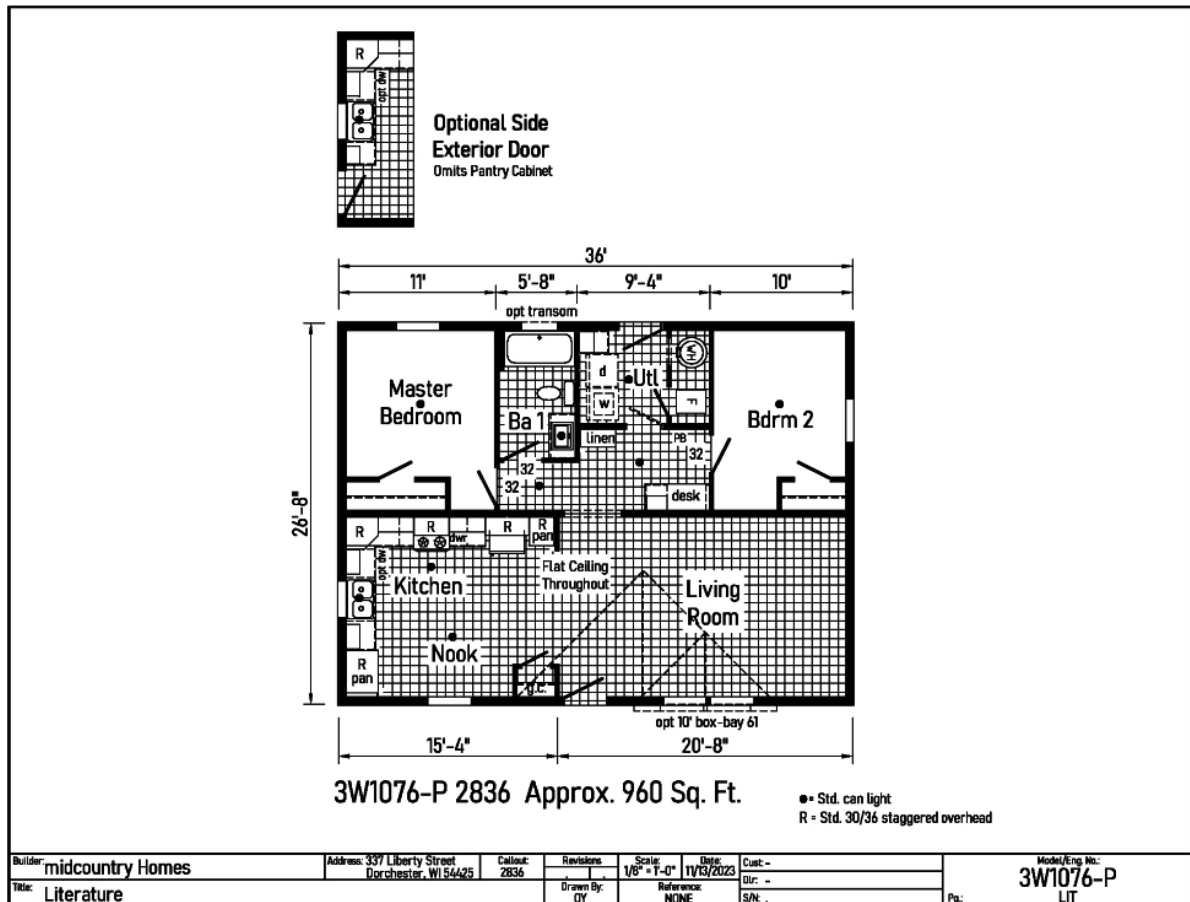 R
opt dw
Optional Side
Exterior Door
Omits Pantry Cabinet
36'
11'
5'-8"
9'-4"
10'
opt transom
26'-8"
Master
Bedroom
Ba 1
d
w
Utl
WH
F
Bdrm 2
linen
PB
32
32
32
desk
R
R
dwr
R
R
pan
opt dw
Kitchen
Flat Ceiling
Throughout
Living
Room
Nook
R
pan
g.c.
opt 10' box-bay 61
15'-4"
20'-8"
3W1076-P 2836 Approx. 960 Sq. Ft.
●= Std. can light
R = Std. 30/36 staggered overhead
Builder: midcountry Homes
Address: 337 Liberty Street
Dorchester, WI 54425
Callout:
2836
Revisions
Scale:
1/8" = 1'-0"
Date:
11/13/2023
Cust: -
Dlr: -
S/N: .
Model/Eng. No.:
3W1076-P
Title: Literature
Drawn By:
Reference:
NONE
Pg.: LIT